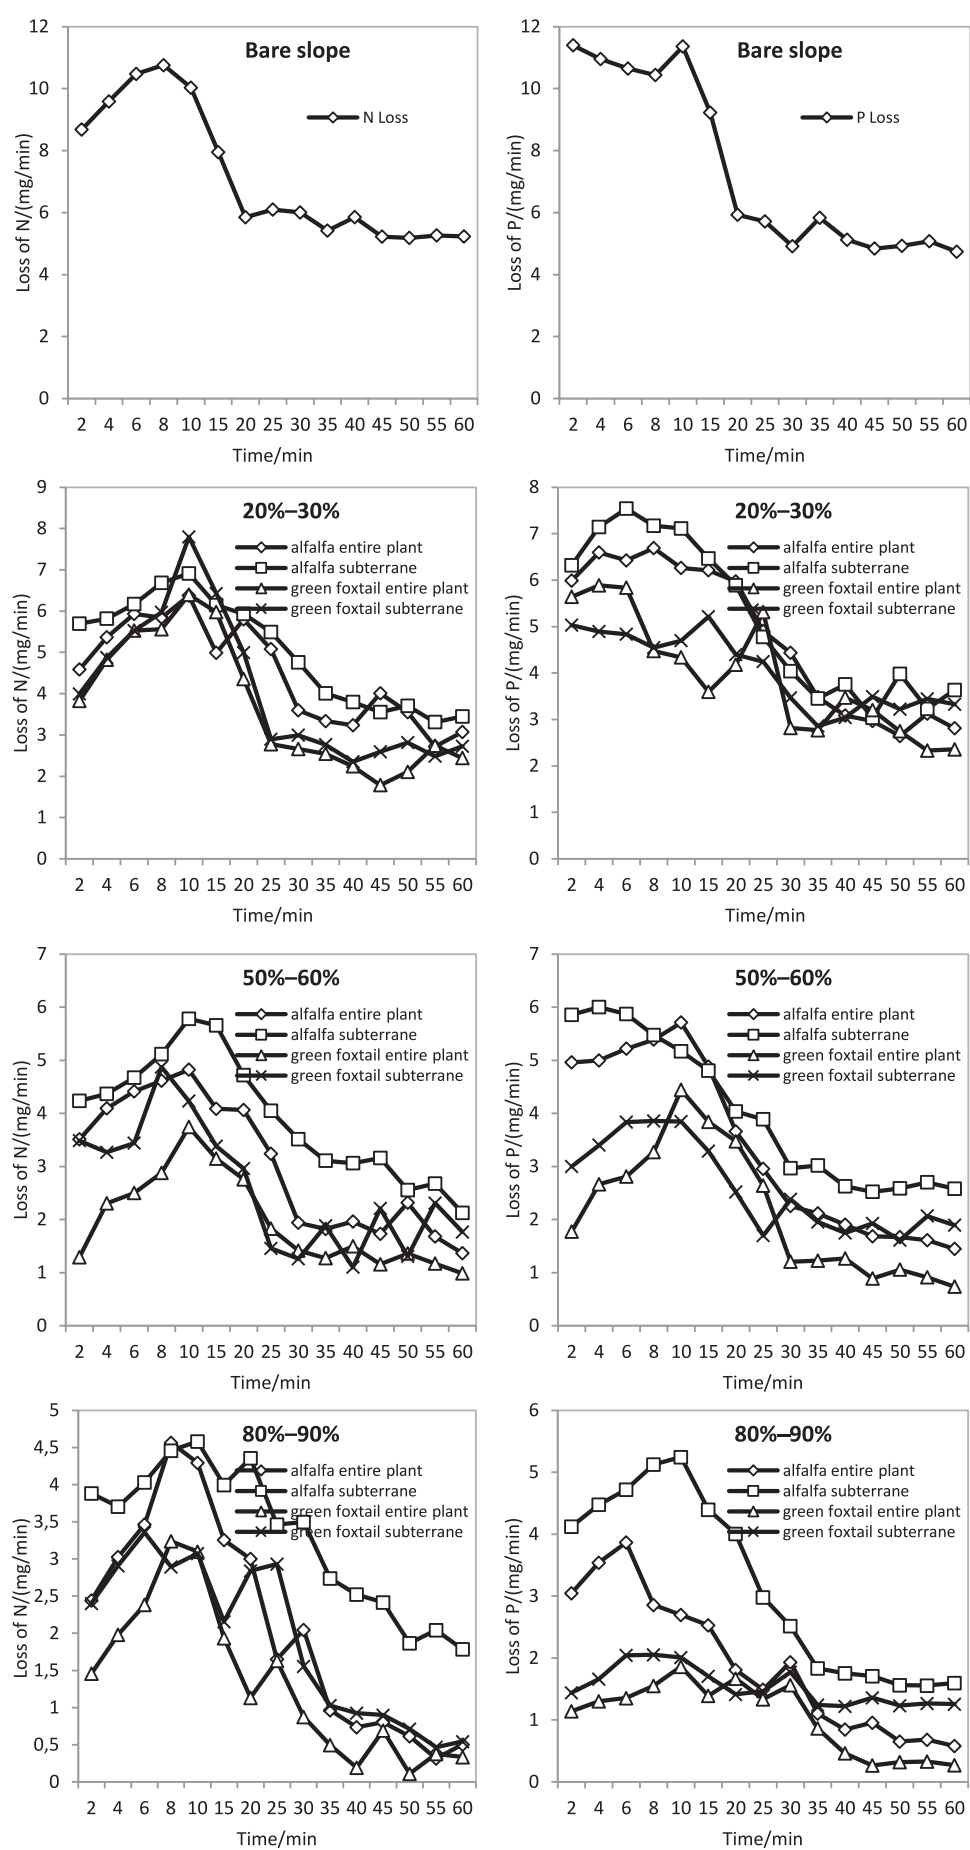 12
10
8
6
4
2
0
Loss of N/(mg/min)
Bare slope
N Loss
2 4 6 8 10 15 20 25 30 35 40 45 50 55 60
Time/min
12
10
8
6
4
2
0
Loss of P/(mg/min)
Bare slope
P Loss
2 4 6 8 10 15 20 25 30 35 40 45 50 55 60
Time/min
9
8
7
6
5
4
3
2
1
0
Loss of N/(mg/min)
20%–30%
alfalfa entire plant
alfalfa subterrane
green foxtail entire plant
green foxtail subterrane
2 4 6 8 10 15 20 25 30 35 40 45 50 55 60
Time/min
8
7
6
5
4
3
2
1
0
Loss of P/(mg/min)
20%–30%
alfalfa entire plant
alfalfa subterrane
green foxtail entire plant
green foxtail subterrane
2 4 6 8 10 15 20 25 30 35 40 45 50 55 60
Time/min
7
6
5
4
3
2
1
0
Loss of N/(mg/min)
50%–60%
alfalfa entire plant
alfalfa subterrane
green foxtail entire plant
green foxtail subterrane
2 4 6 8 10 15 20 25 30 35 40 45 50 55 60
Time/min
7
6
5
4
3
2
1
0
Loss of P/(mg/min)
50%–60%
alfalfa entire plant
alfalfa subterrane
green foxtail entire plant
green foxtail subterrane
2 4 6 8 10 15 20 25 30 35 40 45 50 55 60
Time/min
5
4,5
4
3,5
3
2,5
2
1,5
1
0,5
0
Loss of N/(mg/min)
80%–90%
alfalfa entire plant
alfalfa subterrane
green foxtail entire plant
green foxtail subterrane
2 4 6 8 10 15 20 25 30 35 40 45 50 55 60
Time/min
6
5
4
3
2
1
0
Loss of P/(mg/min)
80%–90%
alfalfa entire plant
alfalfa subterrane
green foxtail entire plant
green foxtail subterrane
2 4 6 8 10 15 20 25 30 35 40 45 50 55 60
Time/min